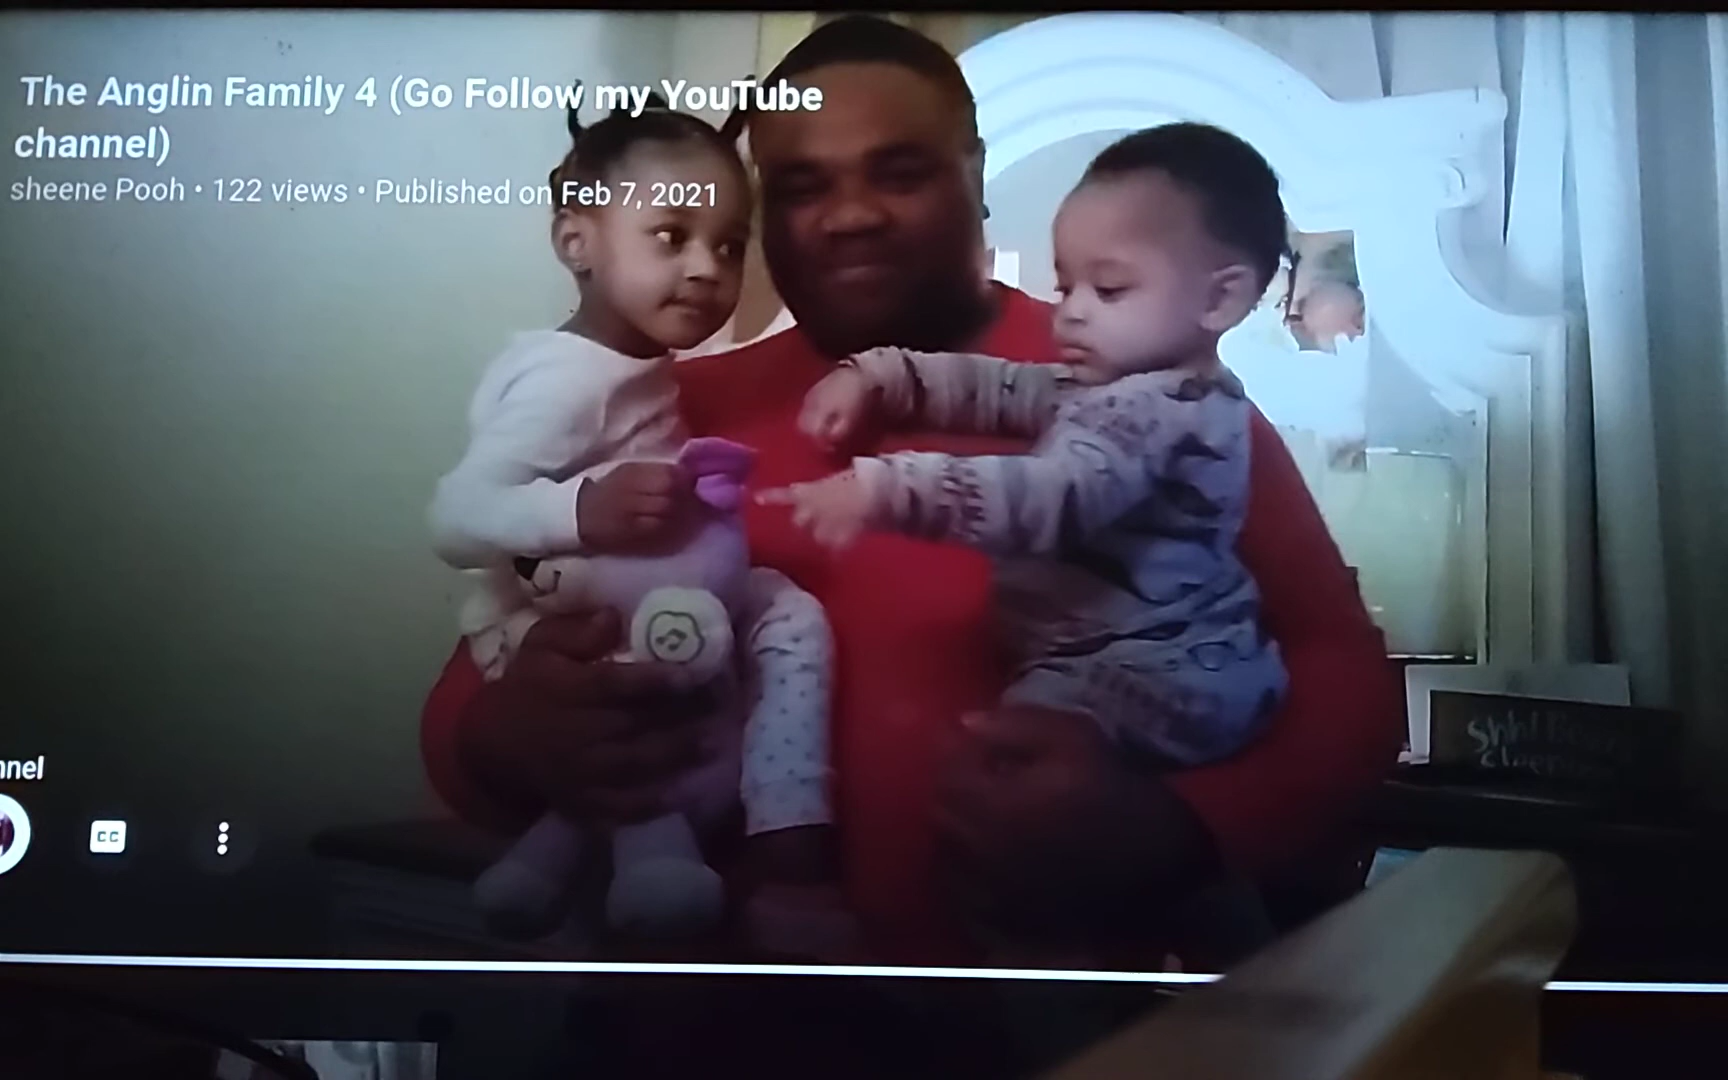 The Anglin Family 4 (Go Follow my YouTube
channel)
sheene Pooh • 122 views • Published on Feb 7, 2021
nnel
CC
Shh!